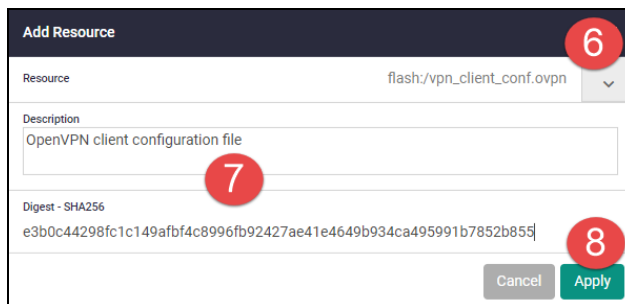 Add Resource
6
Resource
flash:/vpn_client_conf.ovpn
Description
OpenVPN client configuration file
7
Digest - SHA256
e3b0c44298fc1c149afbf4c8996fb92427ae41e4649b934ca495991b7852b855
8
Cancel
Apply